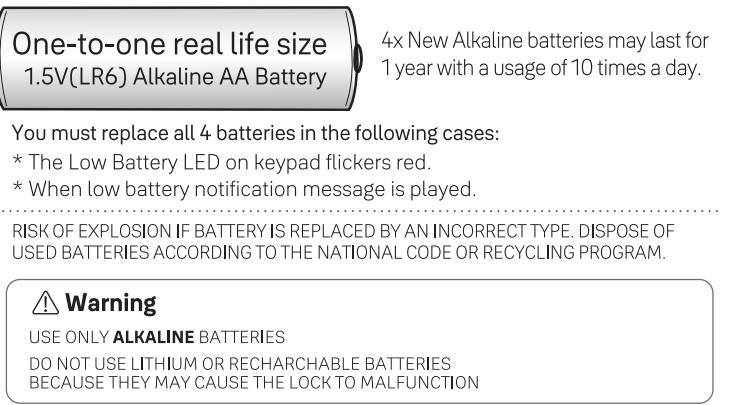 One-to-one real life size
1.5V(LR6) Alkaline AA Battery
4x New Alkaline batteries may last for
1 year with a usage of 10 times a day.
You must replace all 4 batteries in the following cases:
* The Low Battery LED on keypad flickers red.
* When low battery notification message is played.
RISK OF EXPLOSION IF BATTERY IS REPLACED BY AN INCORRECT TYPE. DISPOSE OF
USED BATTERIES ACCORDING TO THE NATIONAL CODE OR RECYCLING PROGRAM.
Warning
USE ONLY ALKALINE BATTERIES
DO NOT USE LITHIUM OR RECHARCHABLE BATTERIES
BECAUSE THEY MAY CAUSE THE LOCK TO MALFUNCTION